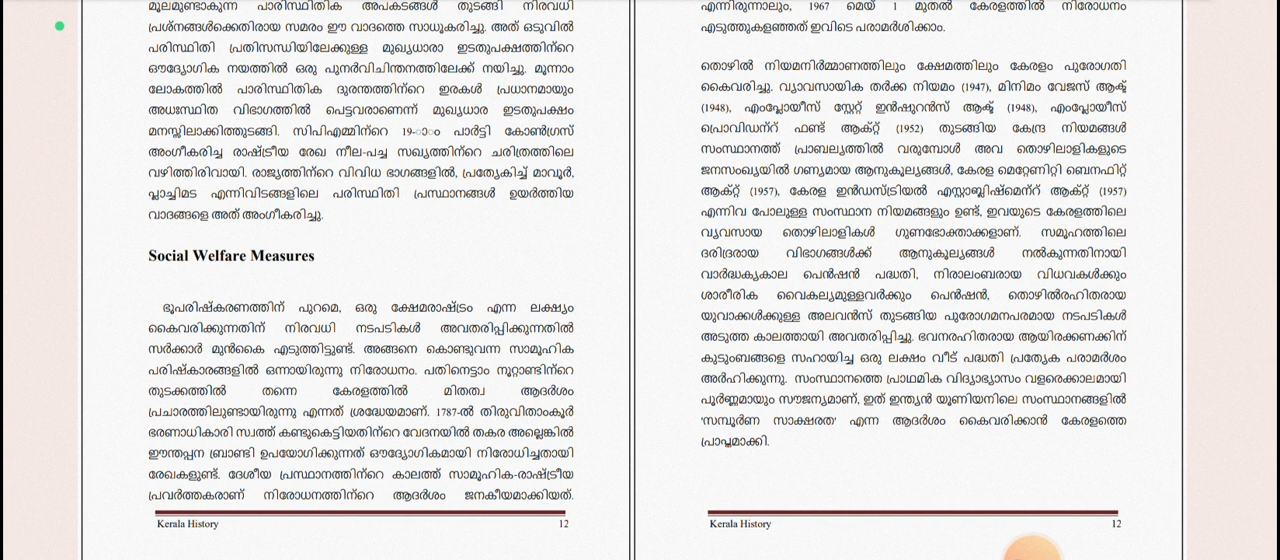 മൂലമുണ്ടാകുന്ന പാരിസ്ഥിതിക അപകടങ്ങൾ തുടങ്ങി നിരവധി
പ്രശ്നങ്ങൾക്കെതിരായ സമരം ഈ വാദത്തെ സാധൂകരിച്ചു. അത് ഒടുവിൽ
പരിസ്ഥിതി പ്രതിസന്ധിയിലേക്കുള്ള മുഖ്യധാരാ ഇടതുപക്ഷത്തിന്റെ
ഔദ്യോഗിക നയത്തിൽ ഒരു പുനർവിചിന്തനത്തിലേക്ക് നയിച്ചു. മൂന്നാം
ലോകത്തിൽ പാരിസ്ഥിതിക ദുരന്തത്തിന്റെ ഇരകൾ പ്രധാനമായും
അധഃസ്ഥിത വിഭാഗത്തിൽ പെട്ടവരാണെന്ന് മുഖ്യധാര ഇടതുപക്ഷം
മനസ്സിലാക്കിത്തുടങ്ങി. സിപിഎമ്മിന്റെ 19-ാം പാർട്ടി കോൺഗ്രസ്
അംഗീകരിച്ച രാഷ്ട്രീയ രേഖ നീല-പച്ച സഖ്യത്തിന്റെ ചരിത്രത്തിലെ
വഴിത്തിരിവായി. രാജ്യത്തിന്റെ വിവിധ ഭാഗങ്ങളിൽ, പ്രത്യേകിച്ച് മാവൂർ,
പ്ലാച്ചിമട എന്നിവിടങ്ങളിലെ പരിസ്ഥിതി പ്രസ്ഥാനങ്ങൾ ഉയർത്തിയ
വാദങ്ങളെ അത് അംഗീകരിച്ചു.
Social Welfare Measures
ഭൂപരിഷ്കരണത്തിന് പുറമെ, ഒരു ക്ഷേമരാഷ്ട്രം എന്ന ലക്ഷ്യം
കൈവരിക്കുന്നതിന് നിരവധി നടപടികൾ അവതരിപ്പിക്കുന്നതിൽ
സർക്കാർ മുൻകൈ എടുത്തിട്ടുണ്ട്. അങ്ങനെ കൊണ്ടുവന്ന സാമൂഹിക
പരിഷ്കാരങ്ങളിൽ ഒന്നായിരുന്നു നിരോധനം. പതിനെട്ടാം നൂറ്റാണ്ടിന്റെ
തുടക്കത്തിൽ തന്നെ കേരളത്തിൽ മിതത്വ ആദർശം
പ്രചാരത്തിലുണ്ടായിരുന്നു എന്നത് ശ്രദ്ധേയമാണ്. 1787-ൽ തിരുവിതാംകൂർ
ഭരണാധികാരി സ്വത്ത് കണ്ടുകെട്ടിയതിന്റെ വേദനയിൽ തകര അല്ലെങ്കിൽ
ഈന്തപ്പന ബ്രാണ്ടി ഉപയോഗിക്കുന്നത് ഔദ്യോഗികമായി നിരോധിച്ചതായി
രേഖകളുണ്ട്. ദേശീയ പ്രസ്ഥാനത്തിന്റെ കാലത്ത് സാമൂഹിക-രാഷ്ട്രീയ
പ്രവർത്തകരാണ് നിരോധനത്തിന്റെ ആദർശം ജനകീയമാക്കിയത്.
Kerala History 12
എന്നിരുന്നാലും, 1967 മെയ് 1 മുതൽ കേരളത്തിൽ നിരോധനം
എടുത്തുകളഞ്ഞത് ഇവിടെ പരാമർശിക്കാം.
തൊഴിൽ നിയമനിർമ്മാണത്തിലും ക്ഷേമത്തിലും കേരളം പുരോഗതി
കൈവരിച്ചു. വ്യാവസായിക തർക്ക നിയമം (1947), മിനിമം വേജസ് ആക്ട്
(1948), എംപ്ലോയീസ് സ്റ്റേറ്റ് ഇൻഷുറൻസ് ആക്ട് (1948), എംപ്ലോയീസ്
പ്രൊവിഡന്റ് ഫണ്ട് ആക്റ്റ് (1952) തുടങ്ങിയ കേന്ദ്ര നിയമങ്ങൾ
സംസ്ഥാനത്ത് പ്രാബല്യത്തിൽ വരുമ്പോൾ അവ തൊഴിലാളികളുടെ
ജനസംഖ്യയിൽ ഗണ്യമായ ആനുകൂല്യങ്ങൾ, കേരള മെറ്റേണിറ്റി ബെനഫിറ്റ്
ആക്റ്റ് (1957), കേരള ഇൻഡസ്ട്രിയൽ എസ്റ്റാബ്ലിഷ്മെന്റ് ആക്റ്റ് (1957)
എന്നിവ പോലുള്ള സംസ്ഥാന നിയമങ്ങളും ഉണ്ട്, ഇവയുടെ കേരളത്തിലെ
വ്യവസായ തൊഴിലാളികൾ ഗുണഭോക്താക്കളാണ്. സമൂഹത്തിലെ
ദരിദ്രരായ വിഭാഗങ്ങൾക്ക് ആനുകൂല്യങ്ങൾ നൽകുന്നതിനായി
വാർദ്ധക്യകാല പെൻഷൻ പദ്ധതി, നിരാലംബരായ വിധവകൾക്കും
ശാരീരിക വൈകല്യമുള്ളവർക്കും പെൻഷൻ, തൊഴിൽരഹിതരായ
യുവാക്കൾക്കുള്ള അലവൻസ് തുടങ്ങിയ പുരോഗമനപരമായ നടപടികൾ
അടുത്ത കാലത്തായി അവതരിപ്പിച്ചു. ഭവനരഹിതരായ ആയിരക്കണക്കിന്
കുടുംബങ്ങളെ സഹായിച്ച ഒരു ലക്ഷം വീട് പദ്ധതി പ്രത്യേക പരാമർശം
അർഹിക്കുന്നു. സംസ്ഥാനത്തെ പ്രാഥമിക വിദ്യാഭ്യാസം വളരെക്കാലമായി
പൂർണ്ണമായും സൗജന്യമാണ്, ഇത് ഇന്ത്യൻ യൂണിയനിലെ സംസ്ഥാനങ്ങളിൽ
'സമ്പൂർണ സാക്ഷരത' എന്ന ആദർശം കൈവരിക്കാൻ കേരളത്തെ
പ്രാപ്തമാക്കി.
Kerala History 12